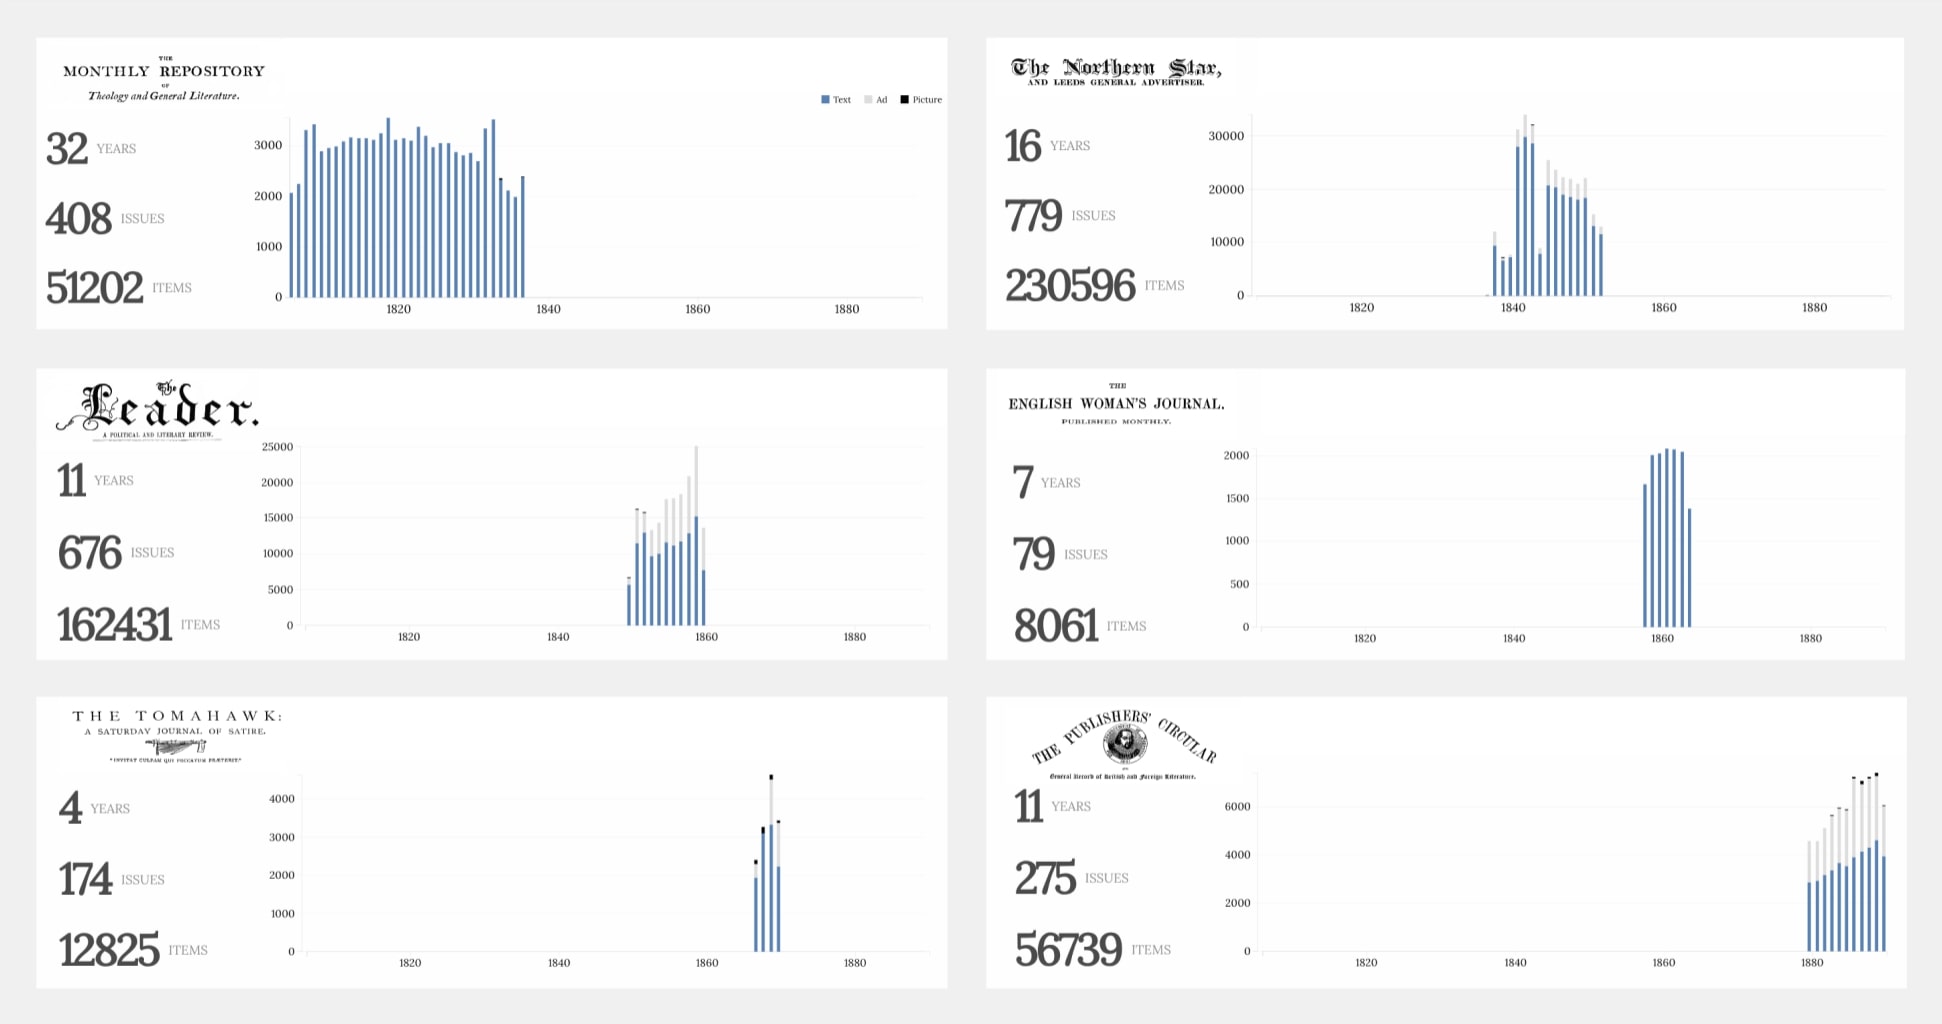 THE
MONTHLY REPOSITORY
OF
Theology and General Literature.
Text Ad Picture
32 YEARS
408 ISSUES
51202 ITEMS
3000
2000
1000
0
1820 1840 1860 1880
The Northern Star,
AND LEEDS GENERAL ADVERTISER.
16 YEARS
779 ISSUES
230596 ITEMS
30000
20000
10000
0
1820 1840 1860 1880
The
Leader.
A POLITICAL AND LITERARY REVIEW.
11 YEARS
676 ISSUES
162431 ITEMS
25000
20000
15000
10000
5000
0
1820 1840 1860 1880
THE
ENGLISH WOMAN'S JOURNAL.
PUBLISHED MONTHLY.
7 YEARS
79 ISSUES
8061 ITEMS
2000
1500
1000
500
0
1820 1840 1860 1880
THE TOMAHAWK:
A SATURDAY JOURNAL OF SATIRE.
"INVITAT CULPAM QUI PECCATUM PRÆTERIT."
4 YEARS
174 ISSUES
12825 ITEMS
4000
3000
2000
1000
0
1820 1840 1860 1880
THE PUBLISHERS' CIRCULAR
General Record of British and Foreign Literature.
11 YEARS
275 ISSUES
56739 ITEMS
6000
4000
2000
0
1820 1840 1860 1880